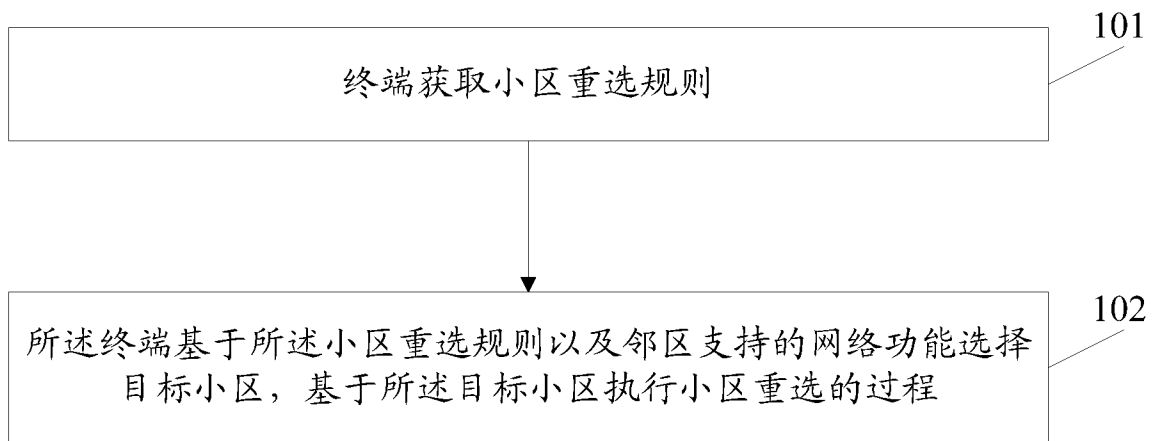 101
终端获取小区重选规则
102
所述终端基于所述小区重选规则以及邻区支持的网络功能选择
目标小区，基于所述目标小区执行小区重选的过程